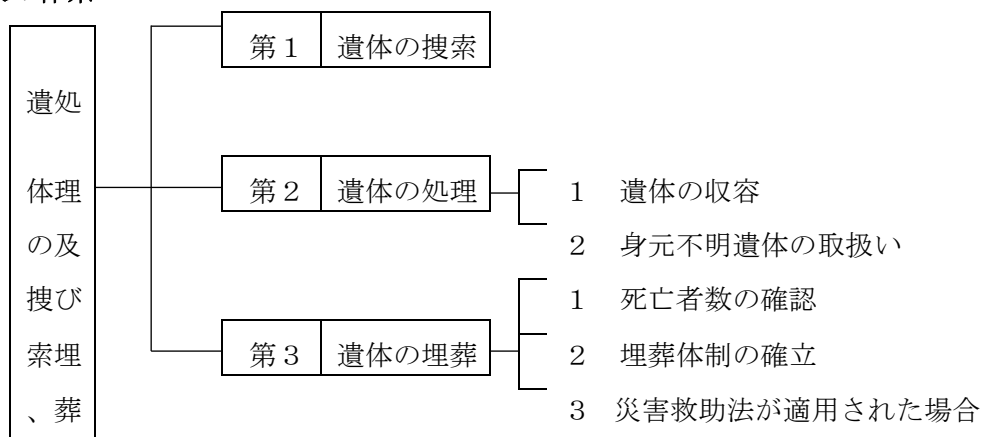 遺体の捜索、
処理及び埋葬
第1 遺体の捜索
第2 遺体の処理
1 遺体の収容
2 身元不明遺体の取扱い
第3 遺体の埋葬
1 死亡者数の確認
2 埋葬体制の確立
3 災害救助法が適用された場合